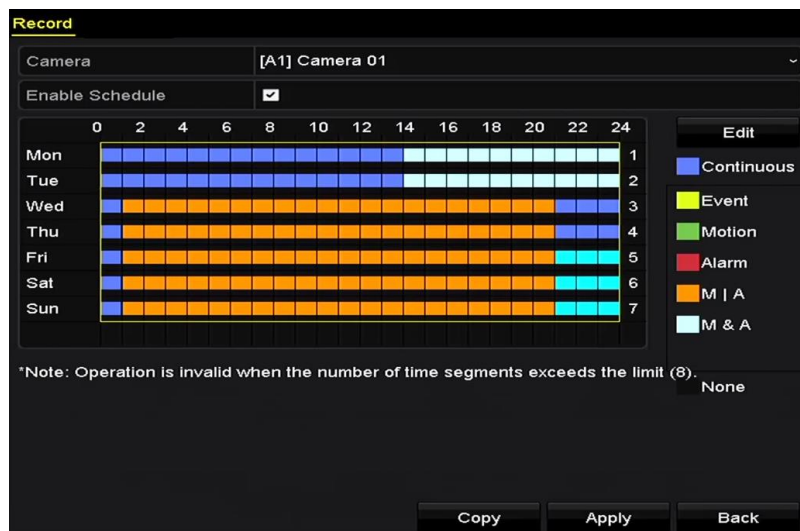 Record
Camera [A1] Camera 01
Enable Schedule
0 2 4 6 8 10 12 14 16 18 20 22 24
Edit
Mon 1
Continuous
Tue 2
Wed 3
Event
Thu 4
Motion
Fri 5
Alarm
Sat 6
M | A
Sun 7
M & A
*Note: Operation is invalid when the number of time segments exceeds the limit (8).
None
Copy Apply Back